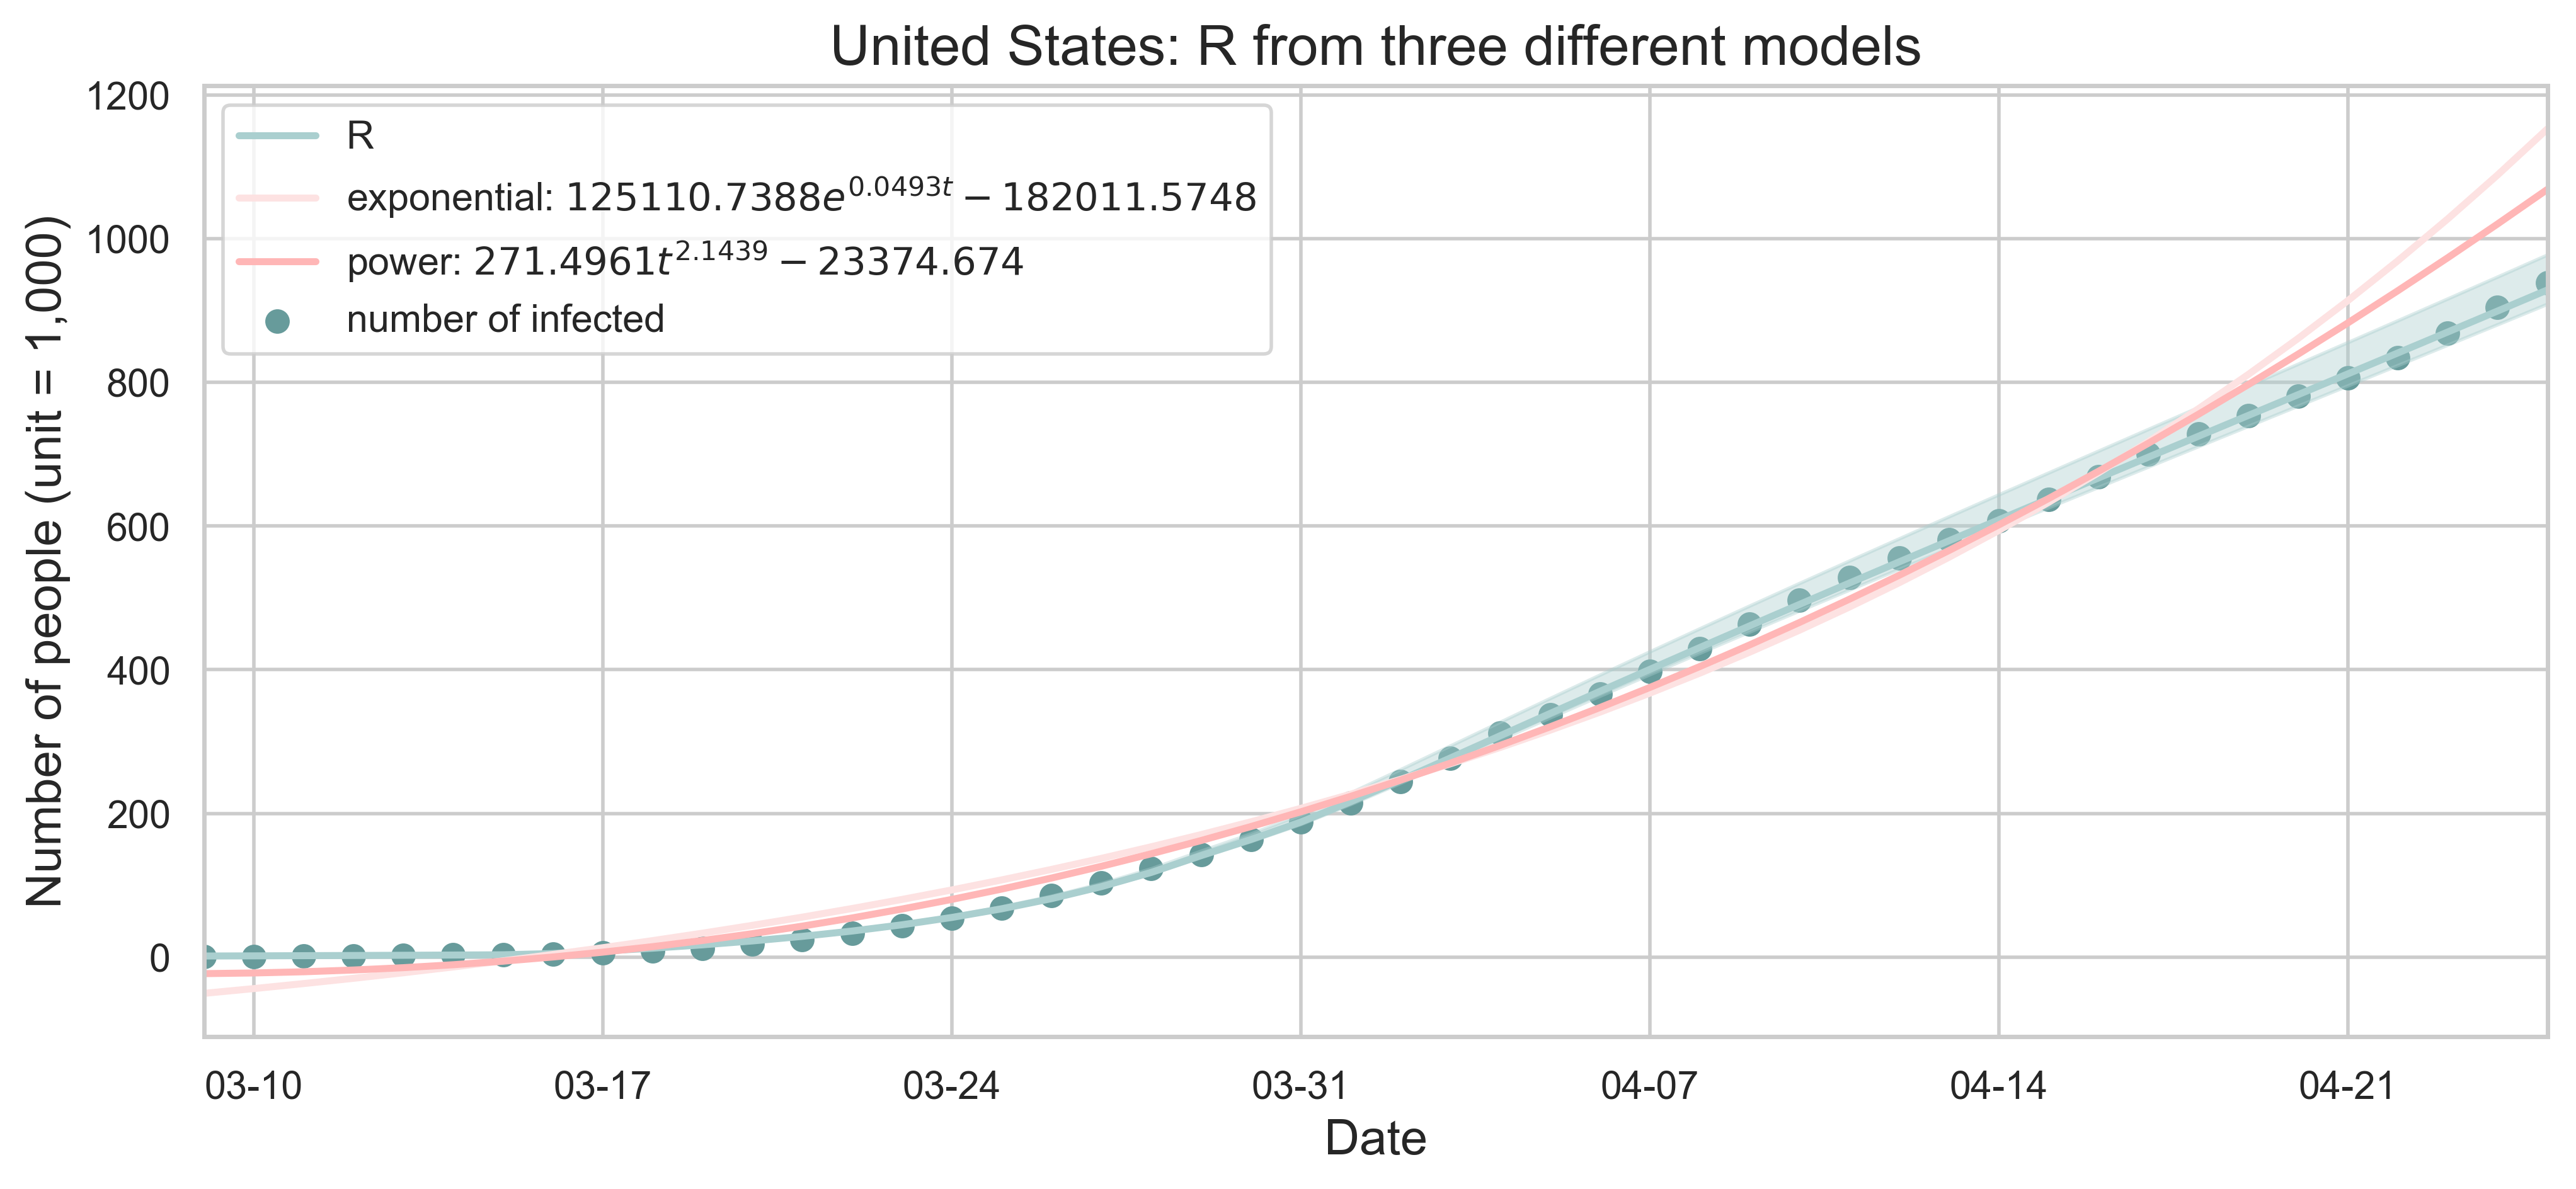 United States: R from three different models
1200
1000
800
600
400
200
0
Number of people (unit = 1,000)
R
exponential: 125110.7388e^{0.0493t} − 182011.5748
power: 271.4961t^{2.1439} − 23374.674
number of infected
03-10 03-17 03-24 03-31 04-07 04-14 04-21
Date